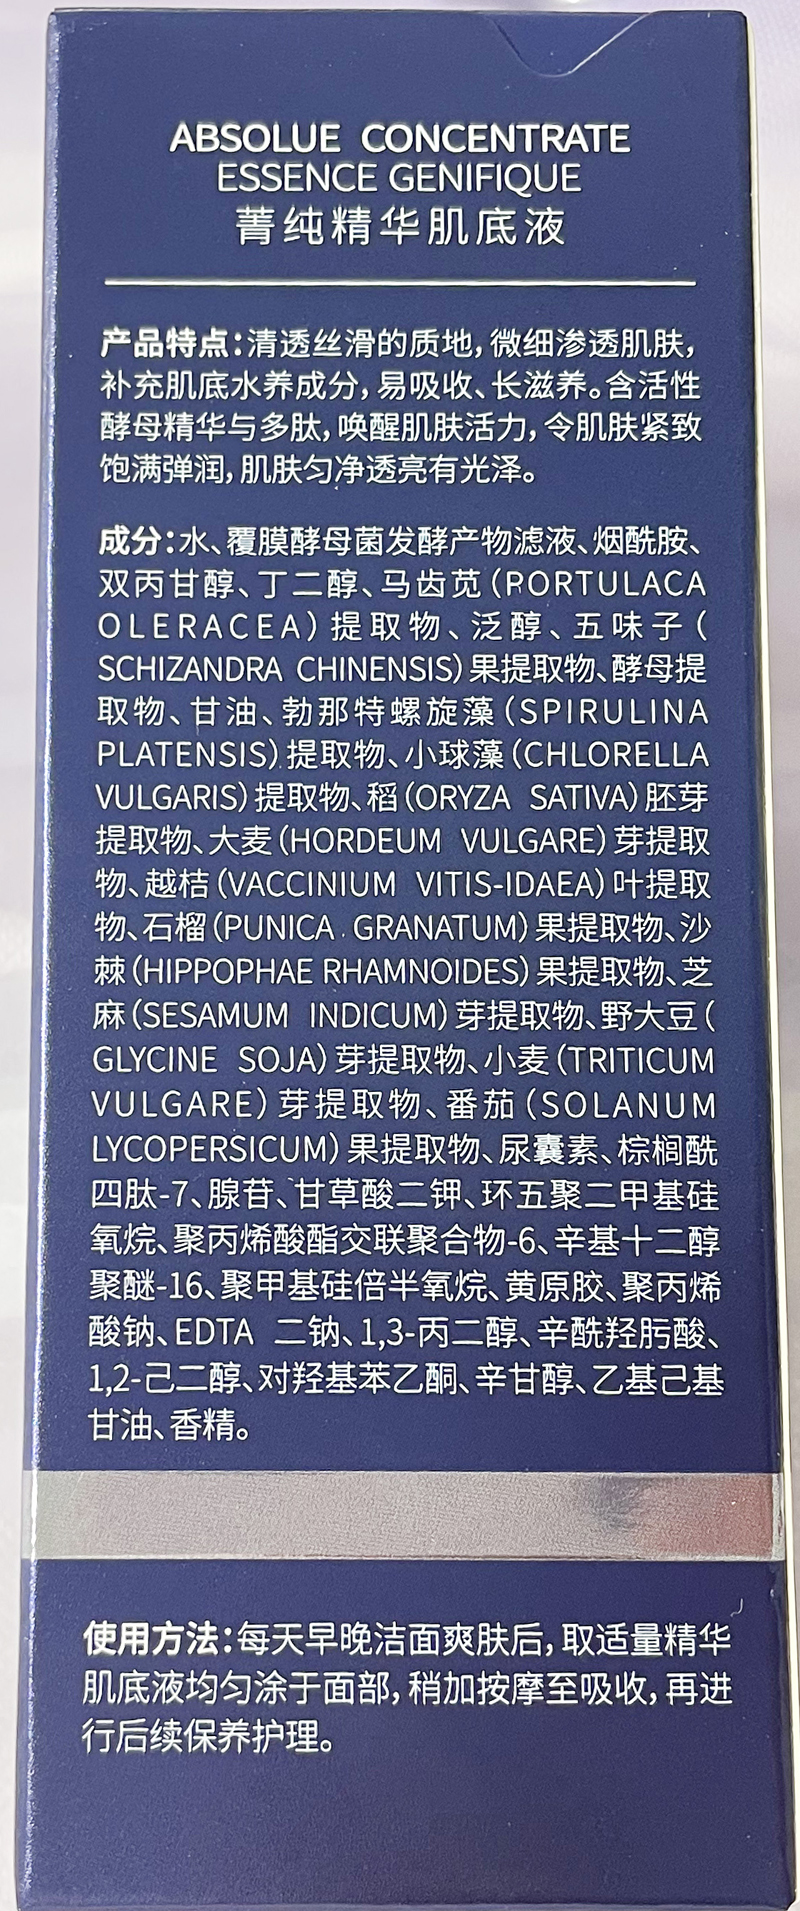 ABSOLUE CONCENTRATE
ESSENCE GENIFIQUE
菁纯精华肌底液
产品特点:清透丝滑的质地,微细渗透肌肤,
补充肌底水养成分,易吸收、长滋养。含活性
酵母精华与多肽,唤醒肌肤活力,令肌肤紧致
饱满弹润,肌肤匀净透亮有光泽。
成分:水、覆膜酵母菌发酵产物滤液、烟酰胺、
双丙甘醇、丁二醇、马齿苋(PORTULACA
OLERACEA)提取物、泛醇、五味子(
SCHIZANDRA CHINENSIS)果提取物、酵母提
取物、甘油、勃那特螺旋藻(SPIRULINA
PLATENSIS)提取物、小球藻(CHLORELLA
VULGARIS)提取物、稻(ORYZA SATIVA)胚芽
提取物、大麦(HORDEUM VULGARE)芽提取
物、越桔(VACCINIUM VITIS-IDAEA)叶提取
物、石榴(PUNICA GRANATUM)果提取物、沙
棘(HIPPOPHAE RHAMNOIDES)果提取物、芝
麻(SESAMUM INDICUM)芽提取物、野大豆(
GLYCINE SOJA)芽提取物、小麦(TRITICUM
VULGARE)芽提取物、番茄(SOLANUM
LYCOPERSICUM)果提取物、尿囊素、棕榈酰
四肽-7、腺苷、甘草酸二钾、环五聚二甲基硅
氧烷、聚丙烯酸酯交联聚合物-6、辛基十二醇
聚醚-16、聚甲基硅倍半氧烷、黄原胶、聚丙烯
酸钠、EDTA 二钠、1,3-丙二醇、辛酰羟肟酸、
1,2-己二醇、对羟基苯乙酮、辛甘醇、乙基己基
甘油、香精。
使用方法:每天早晚洁面爽肤后,取适量精华
肌底液均匀涂于面部,稍加按摩至吸收,再进
行后续保养护理。